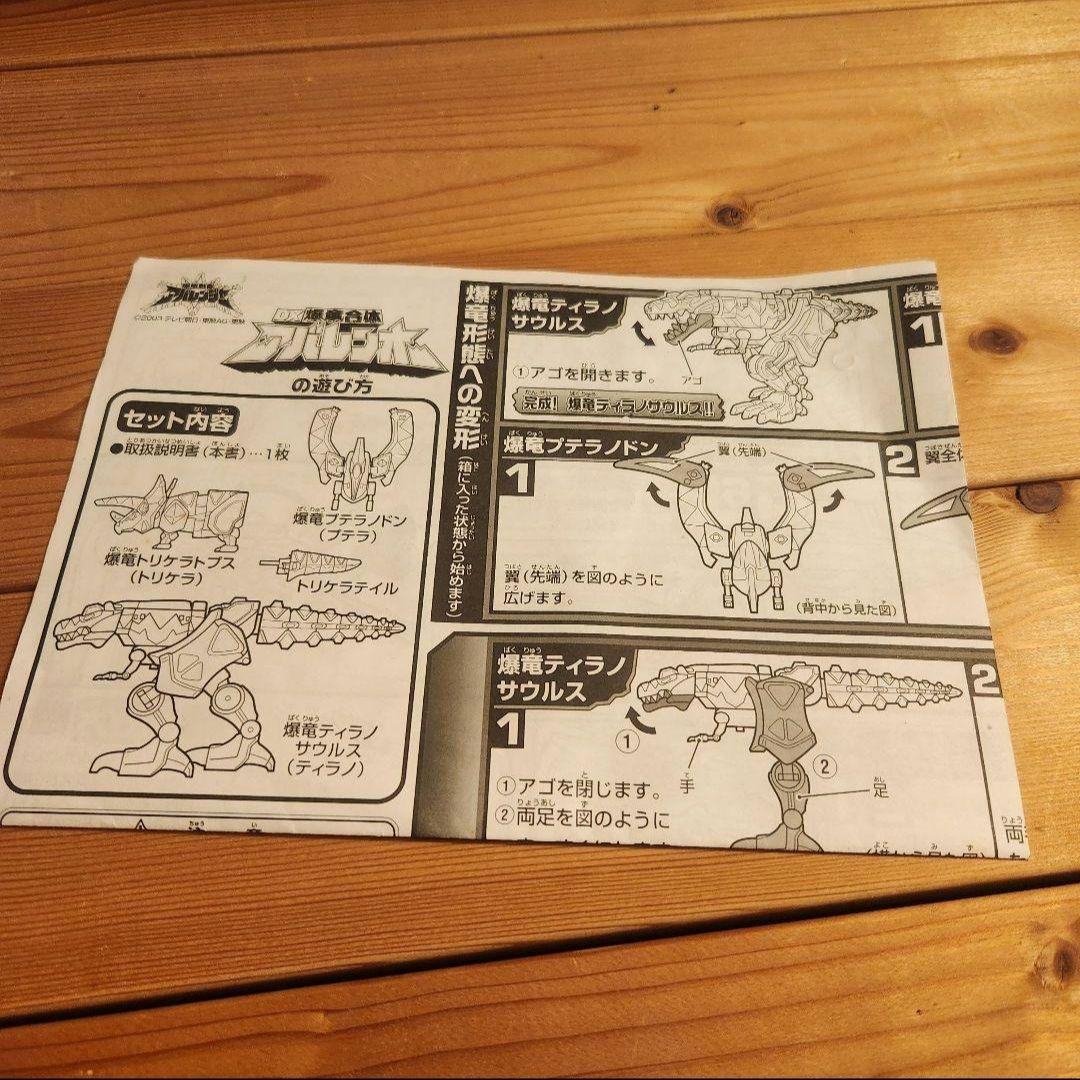 アバレンジャー
©2003 テレビ朝日・東映AG・東映
DX 爆竜合体
アバレンオー
の遊び方
セット内容
●取扱説明書(本書)…1枚
爆竜プテラノドン
(プテラ)
爆竜トリケラトプス
(トリケラ)
トリケラテイル
爆竜ティラノ
サウルス
(ティラノ)
注意
爆竜形態への変形(箱に入った状態から始めます)
爆竜ティラノ
サウルス
①アゴを開きます。
アゴ
完成! 爆竜ティラノサウルス!!
爆竜
1
爆竜プテラノドン
1
翼(先端)
翼(先端)を図のように
広げます。
(背中から見た図)
2
翼全体
爆竜ティラノ
サウルス
1
①
手
②
足
①アゴを閉じます。
②両足を図のように
2
両手